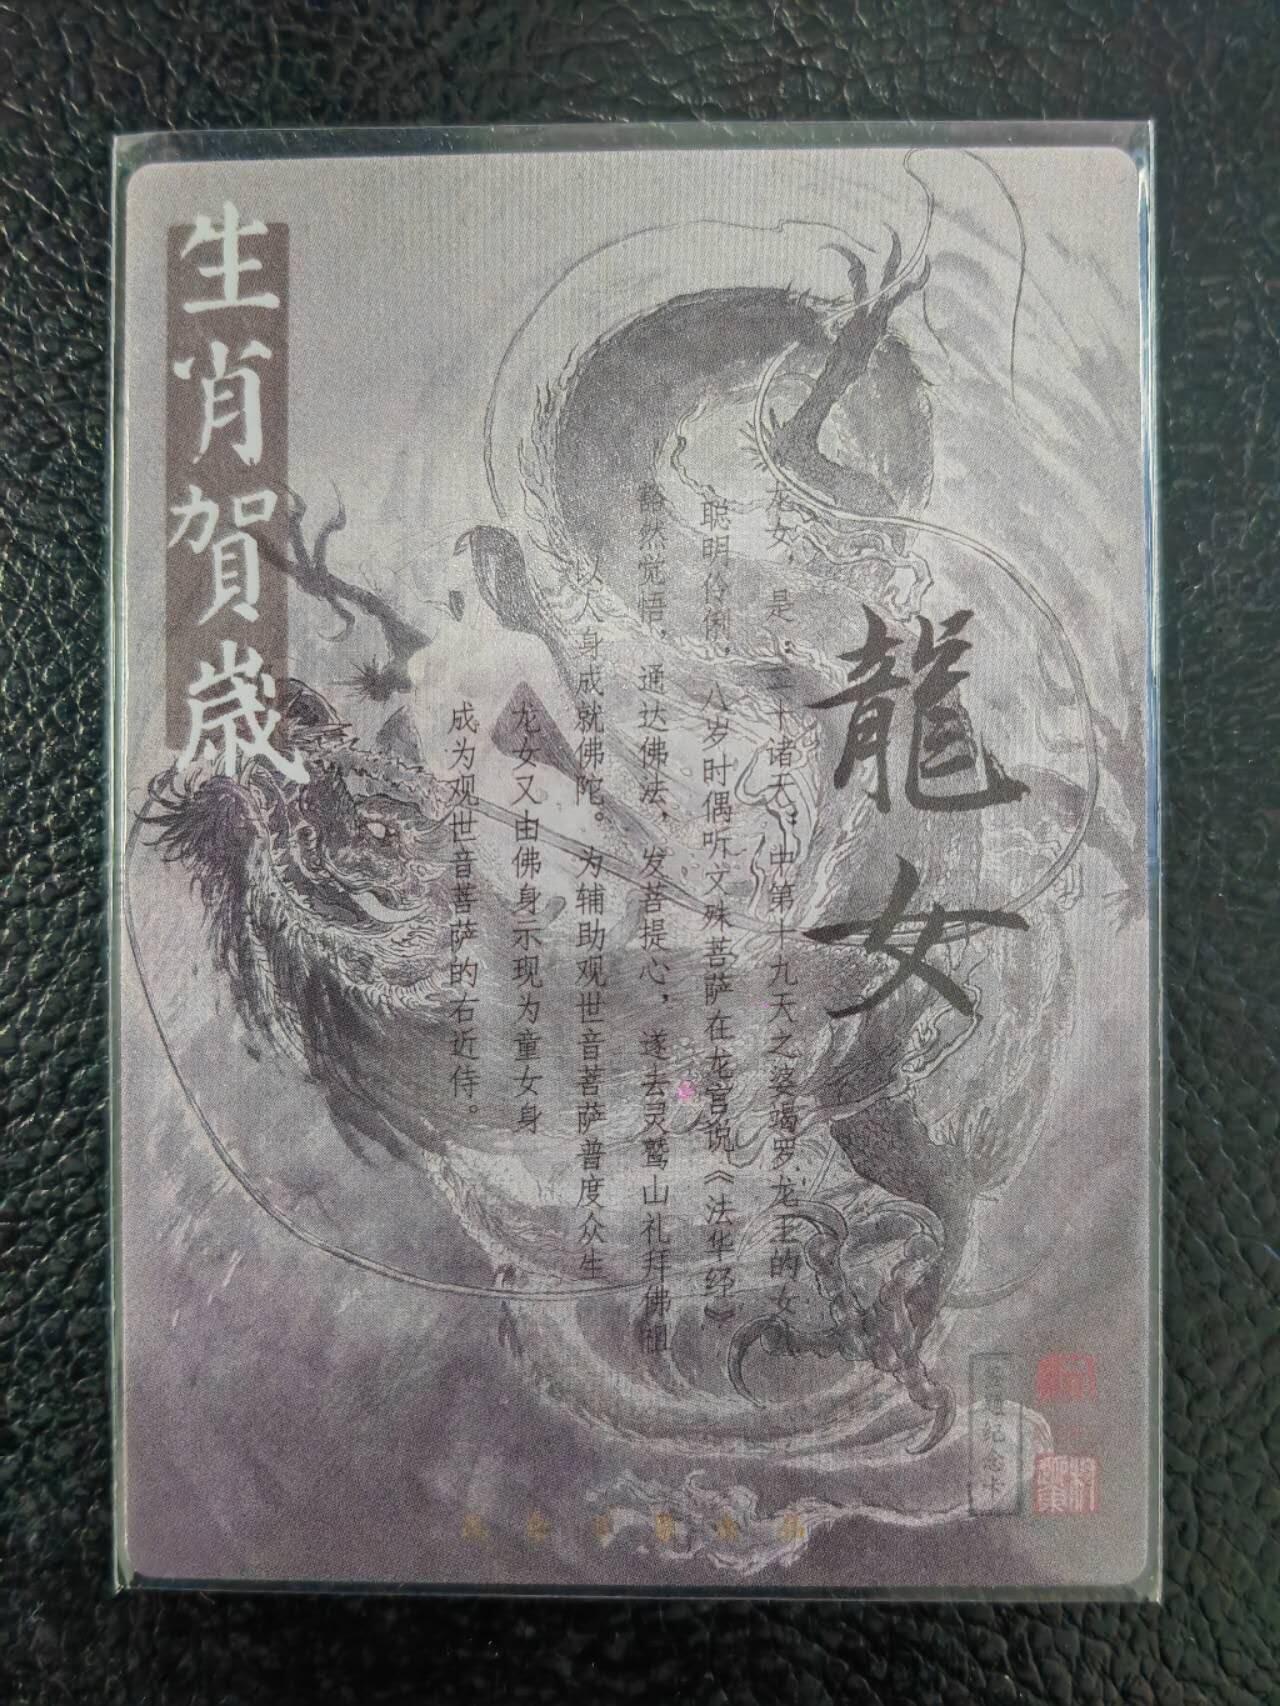 生肖賀歲
龍女
龙女，是“二十诸天”中第十九天之婆竭罗龙王的女
聪明伶俐，八岁时偶听文殊菩萨在龙宫说《法华经》
豁然觉悟，通达佛法，发菩提心，遂去灵鹫山礼拜佛祖
以人身成就佛陀。为辅助观世音菩萨普度众生
龙女又由佛身示现为童女身
成为观世音菩萨的右近侍。
纪念卡